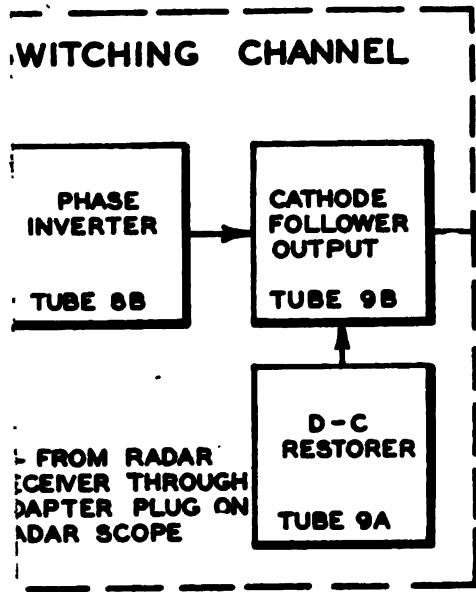 WITCHING CHANNEL
PHASE
INVERTER
TUBE 8B
CATHODE
FOLLOWER
OUTPUT
TUBE 9B
D-C
RESTORER
TUBE 9A
- FROM RADAR
ECEIVER THROUGH
DAPTER PLUG ON
ADAR SCOPE